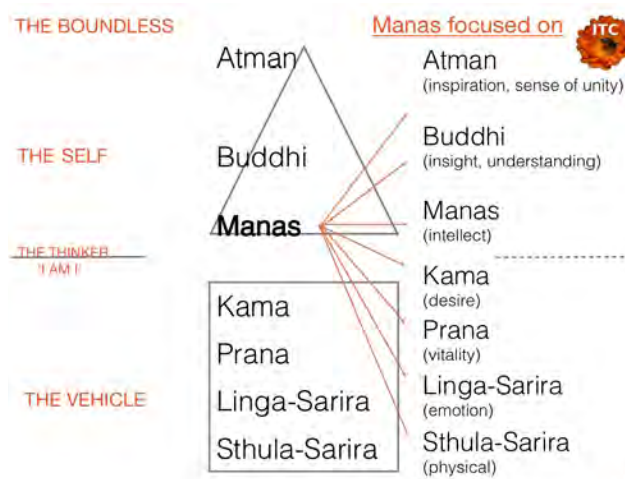 THE BOUNDLESS
THE SELF
THE THINKER
'I AM I'
THE VEHICLE
Atman
Buddhi
Manas
Kama
Prana
Linga-Sarira
Sthula-Sarira
Manas focused on
ITC
Atman
(inspiration, sense of unity)
Buddhi
(insight, understanding)
Manas
(intellect)
Kama
(desire)
Prana
(vitality)
Linga-Sarira
(emotion)
Sthula-Sarira
(physical)